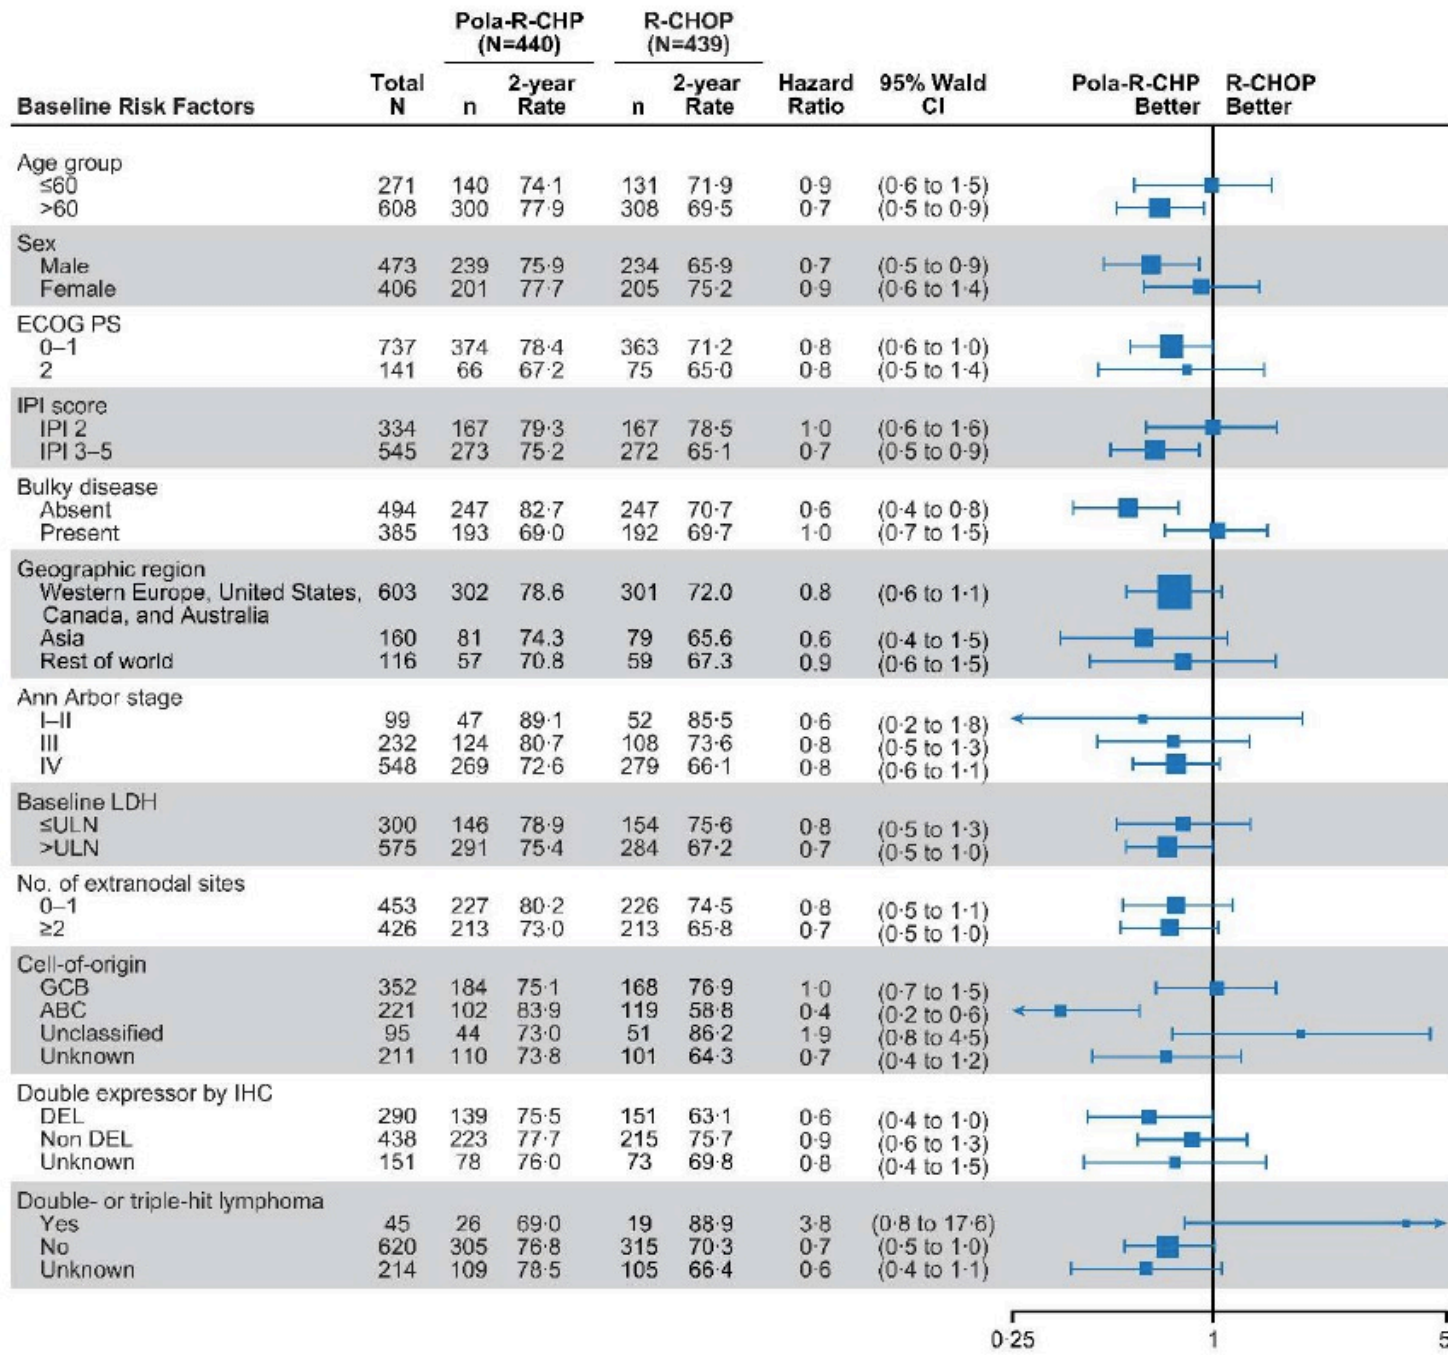 Pola-R-CHP R-CHOP
(N=440) (N=439)
Total 2-year 2-year Hazard 95% Wald Pola-R-CHP R-CHOP
Baseline Risk Factors N n Rate n Rate Ratio CI Better Better
Age group
≤60 271 140 74·1 131 71·9 0·9 (0·6 to 1·5)
>60 608 300 77·9 308 69·5 0·7 (0·5 to 0·9)
Sex
Male 473 239 75·9 234 65·9 0·7 (0·5 to 0·9)
Female 406 201 77·7 205 75·2 0·9 (0·6 to 1·4)
ECOG PS
0–1 737 374 78·4 363 71·2 0·8 (0·6 to 1·0)
2 141 66 67·2 75 65·0 0·8 (0·5 to 1·4)
IPI score
IPI 2 334 167 79·3 167 78·5 1·0 (0·6 to 1·6)
IPI 3–5 545 273 75·2 272 65·1 0·7 (0·5 to 0·9)
Bulky disease
Absent 494 247 82·7 247 70·7 0·6 (0·4 to 0·8)
Present 385 193 69·0 192 69·7 1·0 (0·7 to 1·5)
Geographic region
Western Europe, United States, 603 302 78.6 301 72.0 0.8 (0·6 to 1·1)
Canada, and Australia
Asia 160 81 74.3 79 65.6 0.6 (0·4 to 1·5)
Rest of world 116 57 70.8 59 67.3 0.9 (0·6 to 1·5)
Ann Arbor stage
I–II 99 47 89·1 52 85·5 0·6 (0·2 to 1·8)
III 232 124 80·7 108 73·6 0·8 (0·5 to 1·3)
IV 548 269 72·6 279 66·1 0·8 (0·6 to 1·1)
Baseline LDH
≤ULN 300 146 78·9 154 75·6 0·8 (0·5 to 1·3)
>ULN 575 291 75·4 284 67·2 0·7 (0·5 to 1·0)
No. of extranodal sites
0–1 453 227 80·2 226 74·5 0·8 (0·5 to 1·1)
≥2 426 213 73·0 213 65·8 0·7 (0·5 to 1·0)
Cell-of-origin
GCB 352 184 75·1 168 76·9 1·0 (0·7 to 1·5)
ABC 221 102 83·9 119 58·8 0·4 (0·2 to 0·6)
Unclassified 95 44 73·0 51 86·2 1·9 (0·8 to 4·5)
Unknown 211 110 73·8 101 64·3 0·7 (0·4 to 1·2)
Double expressor by IHC
DEL 290 139 75·5 151 63·1 0·6 (0·4 to 1·0)
Non DEL 438 223 77·7 215 75·7 0·9 (0·6 to 1·3)
Unknown 151 78 76·0 73 69·8 0·8 (0·4 to 1·5)
Double- or triple-hit lymphoma
Yes 45 26 69·0 19 88·9 3·8 (0·8 to 17·6)
No 620 305 76·8 315 70·3 0·7 (0·5 to 1·0)
Unknown 214 109 78·5 105 66·4 0·6 (0·4 to 1·1)
0·25 1 5